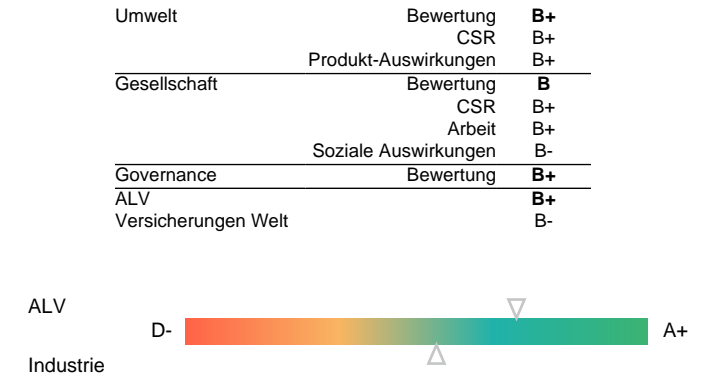 Umwelt Bewertung B+
CSR B+
Produkt-Auswirkungen B+
Gesellschaft Bewertung B
CSR B+
Arbeit B+
Soziale Auswirkungen B-
Governance Bewertung B+
ALV B+
Versicherungen Welt B-
ALV
D- A+
Industrie